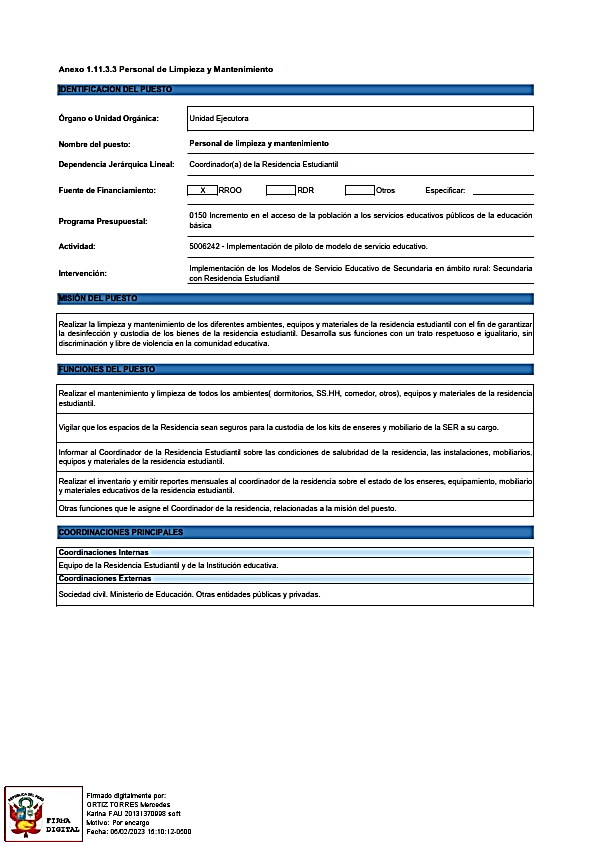 Anexo 1.11.3.3 Personal de Limpieza y Mantenimiento
IDENTIFICACIÓN DEL PUESTO
Órgano o Unidad Orgánica: Unidad Ejecutora
Nombre del puesto: Personal de limpieza y mantenimiento
Dependencia Jerárquica Lineal: Coordinador(a) de la Residencia Estudiantil
Fuente de Financiamiento: X RROO RDR Otros Especificar:
Programa Presupuestal: 0150 Incremento en el acceso de la población a los servicios educativos públicos de la educación
básica
Actividad: 5006242 - Implementación de piloto de modelo de servicio educativo.
Intervención: Implementación de los Modelos de Servicio Educativo de Secundaria en ámbito rural: Secundaria
con Residencia Estudiantil
MISIÓN DEL PUESTO
Realizar la limpieza y mantenimiento de los diferentes ambientes, equipos y materiales de la residencia estudiantil con el fin de garantizar
la desinfección y custodia de los bienes de la residencia estudiantil. Desarrolla sus funciones con un trato respetuoso e igualitario, sin
discriminación y libre de violencia en la comunidad educativa.
FUNCIONES DEL PUESTO
Realizar el mantenimiento y limpieza de todos los ambientes( dormitorios, SS.HH, comedor, otros), equipos y materiales de la residencia
estudiantil.
Vigilar que los espacios de la Residencia sean seguros para la custodia de los kits de enseres y mobiliario de la SER a su cargo.
Informar al Coordinador de la Residencia Estudiantil sobre las condiciones de salubridad de la residencia, las instalaciones, mobiliarios,
equipos y materiales de la residencia estudiantil.
Realizar el inventario y emitir reportes mensuales al coordinador de la residencia sobre el estado de los enseres, equipamiento, mobiliario
y materiales educativos de la residencia estudiantil.
Otras funciones que le asigne el Coordinador de la residencia, relacionadas a la misión del puesto.
COORDINACIONES PRINCIPALES
Coordinaciones Internas
Equipo de la Residencia Estudiantil y de la Institución educativa.
Coordinaciones Externas
Sociedad civil. Ministerio de Educación. Otras entidades públicas y privadas.
REPÚBLICA DEL PERÚ
FIRMA
DIGITAL
Firmado digitalmente por:
ORTIZ TORRES Mercedes
Karina FAU 20131370998 soft
Motivo: Por encargo
Fecha: 06/02/2023 16:10:12-0500